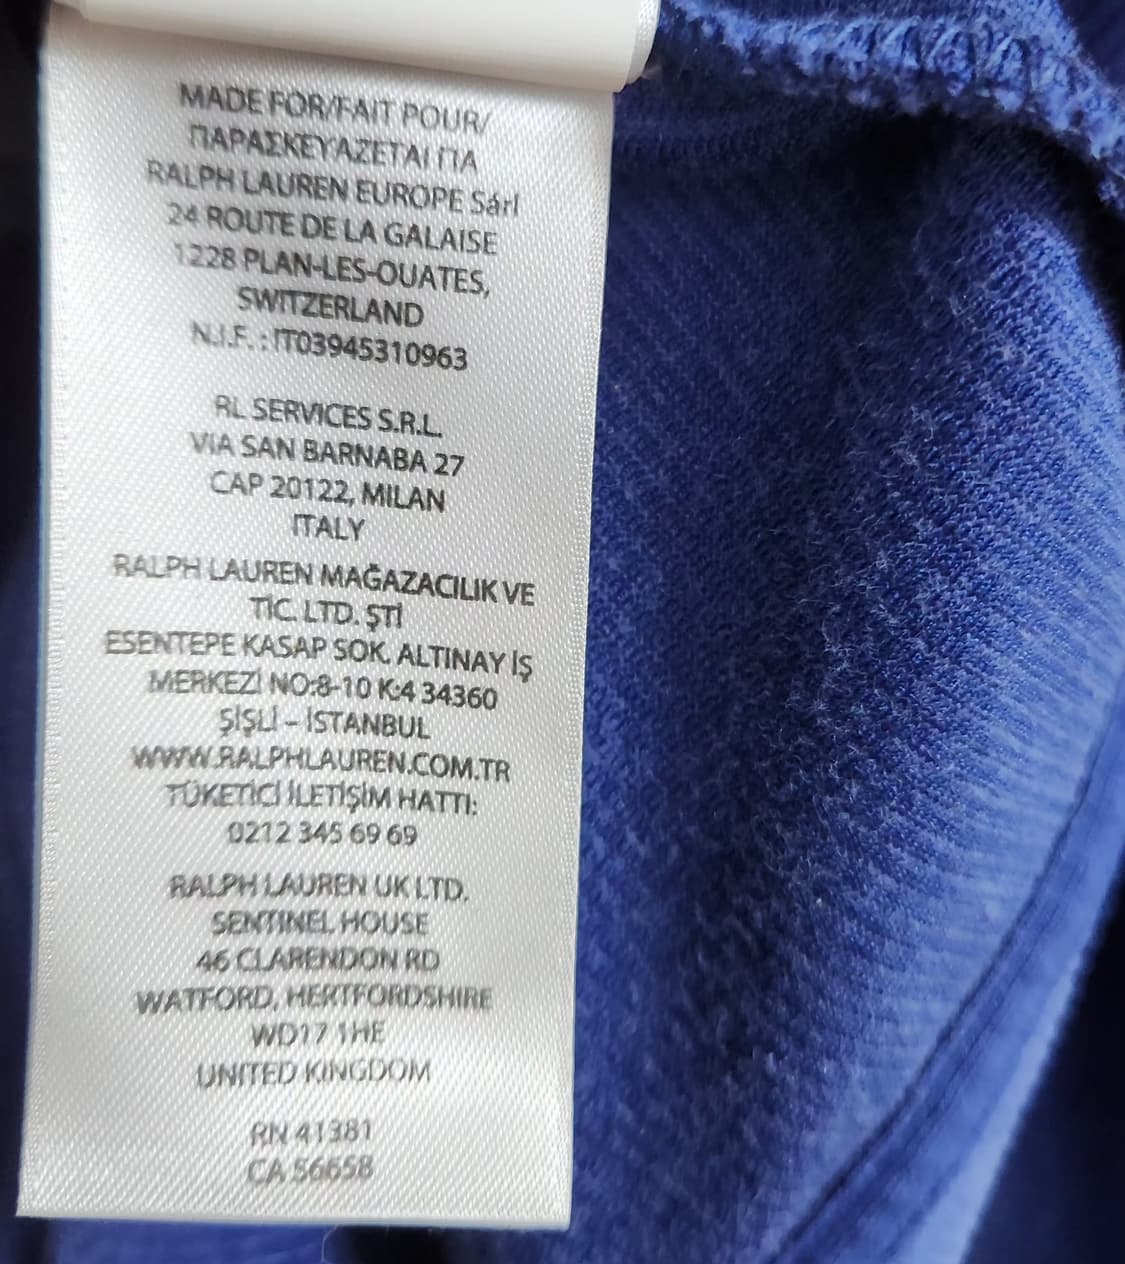 MADE FOR/FAIT POUR/
ΠΑΡΑΣΚΕΥΑΖΕΤΑΙ ΓΙΑ
RALPH LAUREN EUROPE Sárl
24 ROUTE DE LA GALAISE
1228 PLAN-LES-OUATES,
SWITZERLAND
N.I.F. : IT03945310963
RL SERVICES S.R.L.
VIA SAN BARNABA 27
CAP 20122, MILAN
ITALY
RALPH LAUREN MAĞAZACILIK VE
TİC. LTD. ŞTİ
ESENTEPE KASAP SOK. ALTINAY İŞ
MERKEZİ NO:8-10 K:4 34360
ŞİŞLİ – İSTANBUL
WWW.RALPHLAUREN.COM.TR
TÜKETİCİ İLETİŞİM HATTI:
0212 345 69 69
RALPH LAUREN UK LTD.
SENTINEL HOUSE
46 CLARENDON RD
WATFORD, HERTFORDSHIRE
WD17 1HE
UNITED KINGDOM
RN 41381
CA 56658